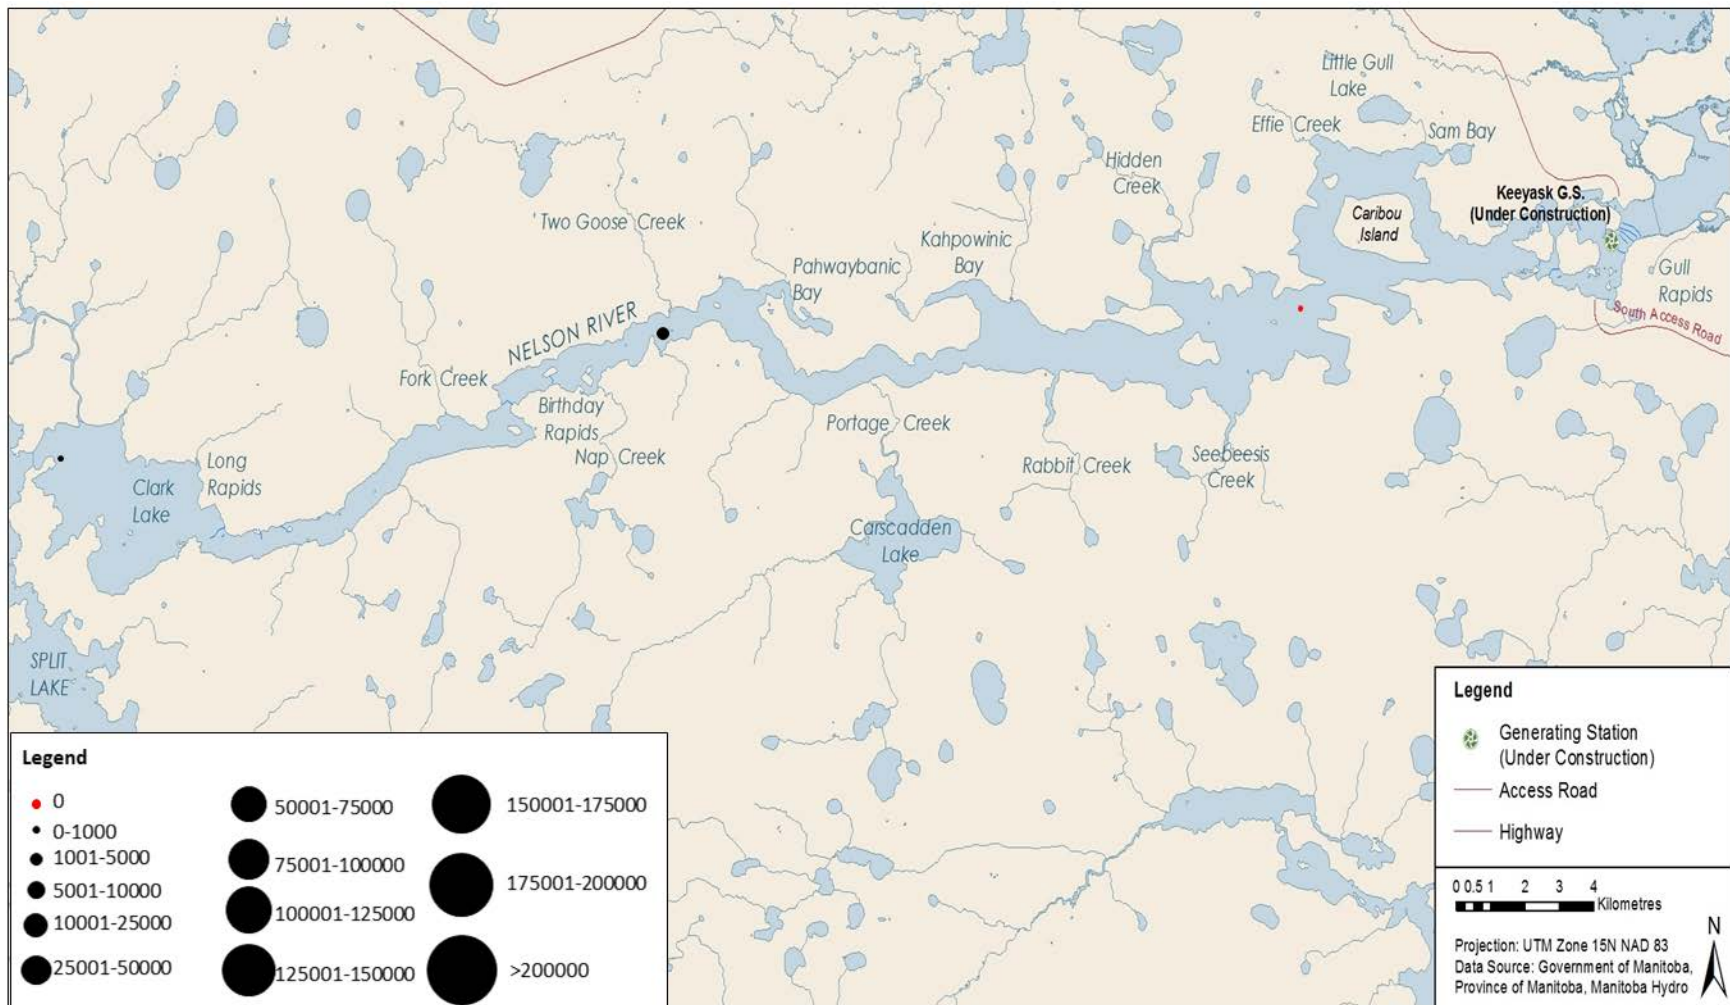 Little Gull
Lake
Effie Creek
Sam Bay
Hidden
Creek
Keeyask G.S.
(Under Construction)
Caribou
Island
'Two Goose' Creek
Kahpowinic
Bay
Pahwaybanic
Bay
Gull
Rapids
South Access Road
NELSON RIVER
Fork Creek
Birthday
Rapids
Nap Creek
Portage Creek
Rabbit Creek
Seebeesis
Creek
Long
Rapids
Clark
Lake
Carscadden
Lake
SPLIT
LAKE
Legend
0
0-1000
1001-5000
5001-10000
10001-25000
25001-50000
50001-75000
75001-100000
100001-125000
125001-150000
150001-175000
175001-200000
>200000
Legend
Generating Station
(Under Construction)
Access Road
Highway
0 0.5 1 2 3 4
Kilometres
N
Projection: UTM Zone 15N NAD 83
Data Source: Government of Manitoba,
Province of Manitoba, Manitoba Hydro